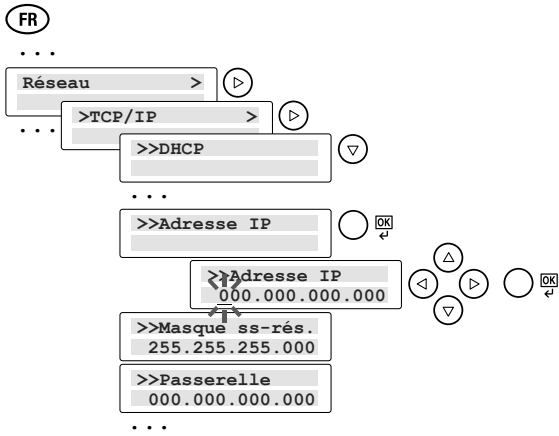 FR
...
Réseau >
...
>TCP/IP >
>>DHCP
...
>>Adresse IP
OK
>>Adresse IP
000.000.000.000
OK
>>Masque ss-rés.
255.255.255.000
>>Passerelle
000.000.000.000
...